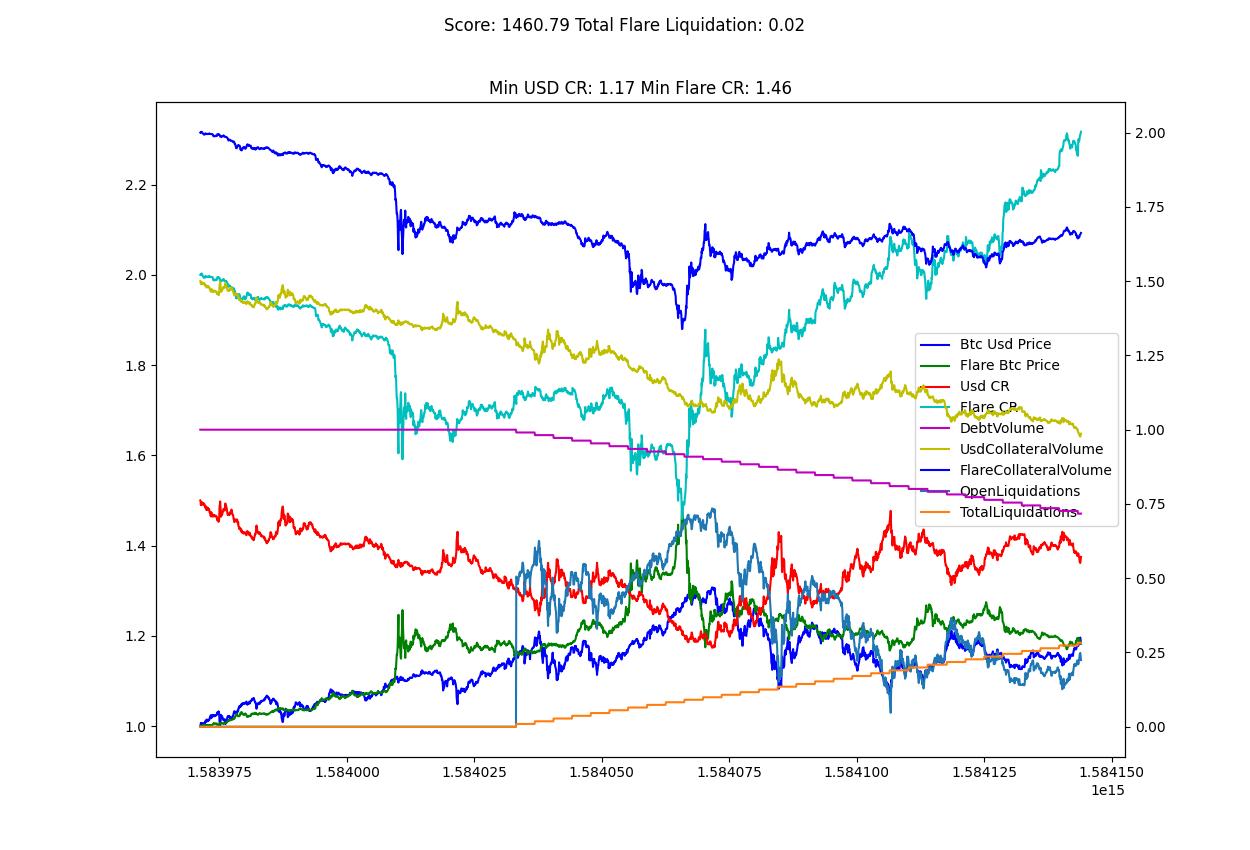 Score: 1460.79 Total Flare Liquidation: 0.02
Min USD CR: 1.17 Min Flare CR: 1.46
2.2
2.0
1.8
1.6
1.4
1.2
1.0
2.00
1.75
1.50
1.25
1.00
0.75
0.50
0.25
0.00
Btc Usd Price
Flare Btc Price
Usd CR
Flare CR
DebtVolume
UsdCollateralVolume
FlareCollateralVolume
OpenLiquidations
TotalLiquidations
1.583975 1.584000 1.584025 1.584050 1.584075 1.584100 1.584125 1.584150
1e15